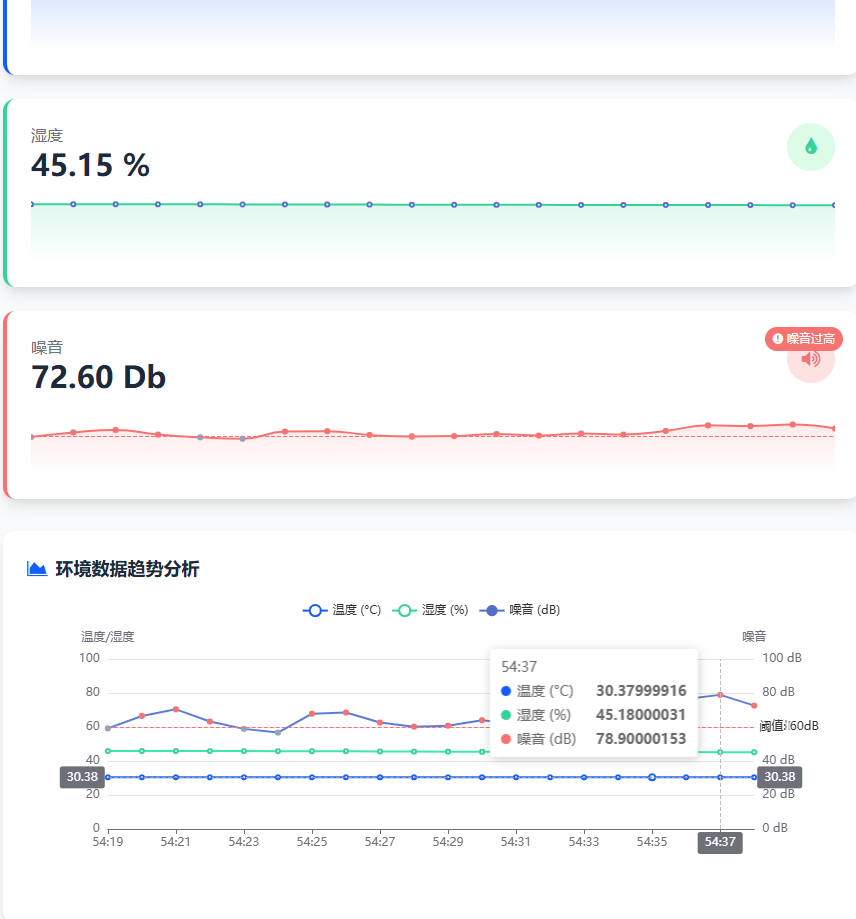 湿度
45.15 %
噪音过高
噪音
72.60 Db
环境数据趋势分析
温度 (°C) 湿度 (%) 噪音 (dB)
温度/湿度 噪音
54:37
温度 (°C) 30.37999916
湿度 (%) 45.18000031
噪音 (dB) 78.90000153
100 100 dB
80 80 dB
60 阈值: 60dB
40 40 dB
30.38 30.38
20 20 dB
0 0 dB
54:19 54:21 54:23 54:25 54:27 54:29 54:31 54:33 54:35 54:37